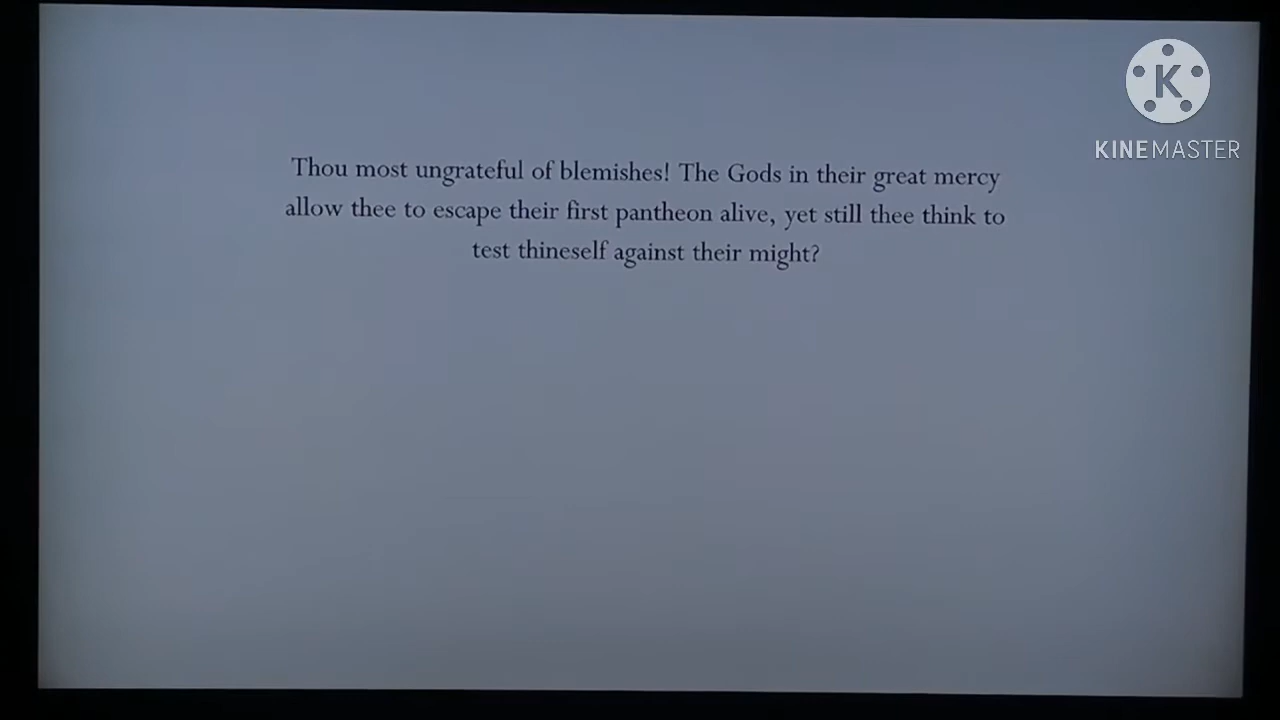 K
KINEMASTER
Thou most ungrateful of blemishes! The Gods in their great mercy
allow thee to escape their first pantheon alive, yet still thee think to
test thineself against their might?